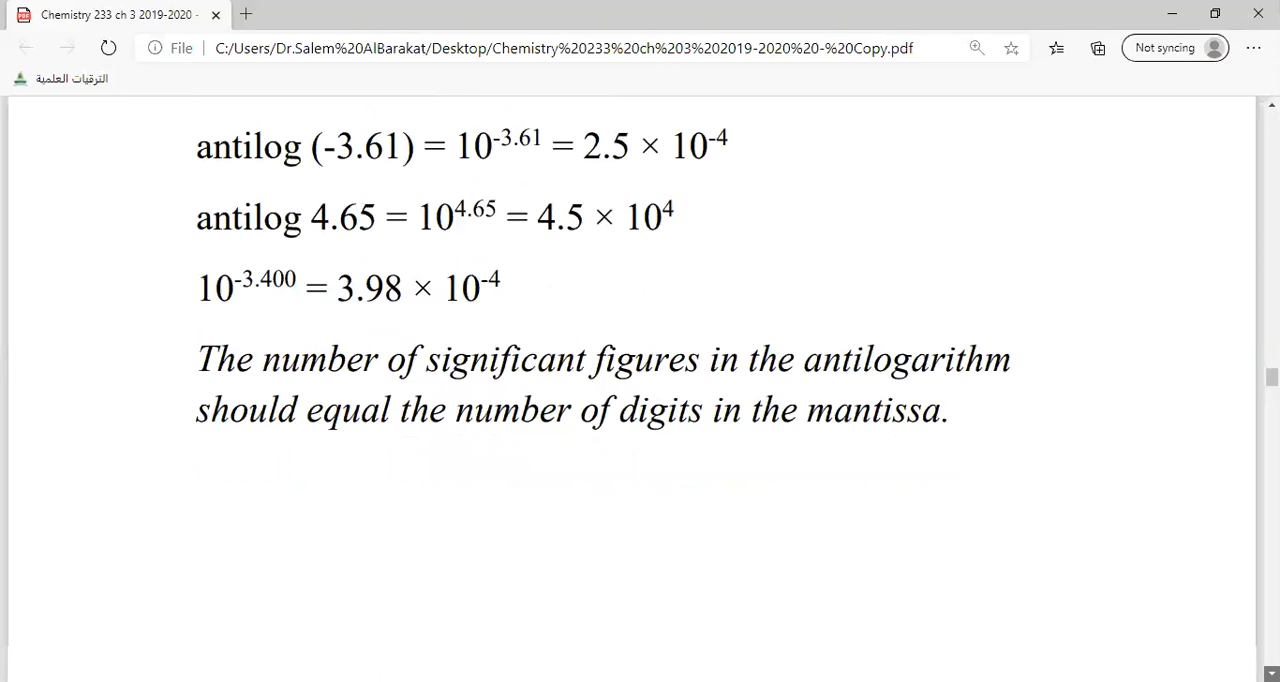 Chemistry 233 ch 3 2019-2020 -
File
C:/Users/Dr.Salem%20AlBarakat/Desktop/Chemistry%20233%20ch%203%202019-2020%20-%20Copy.pdf
Not syncing
الترقيات العلمية
antilog (-3.61) = 10^-3.61 = 2.5 × 10^-4
antilog 4.65 = 10^4.65 = 4.5 × 10^4
10^-3.400 = 3.98 × 10^-4
The number of significant figures in the antilogarithm
should equal the number of digits in the mantissa.